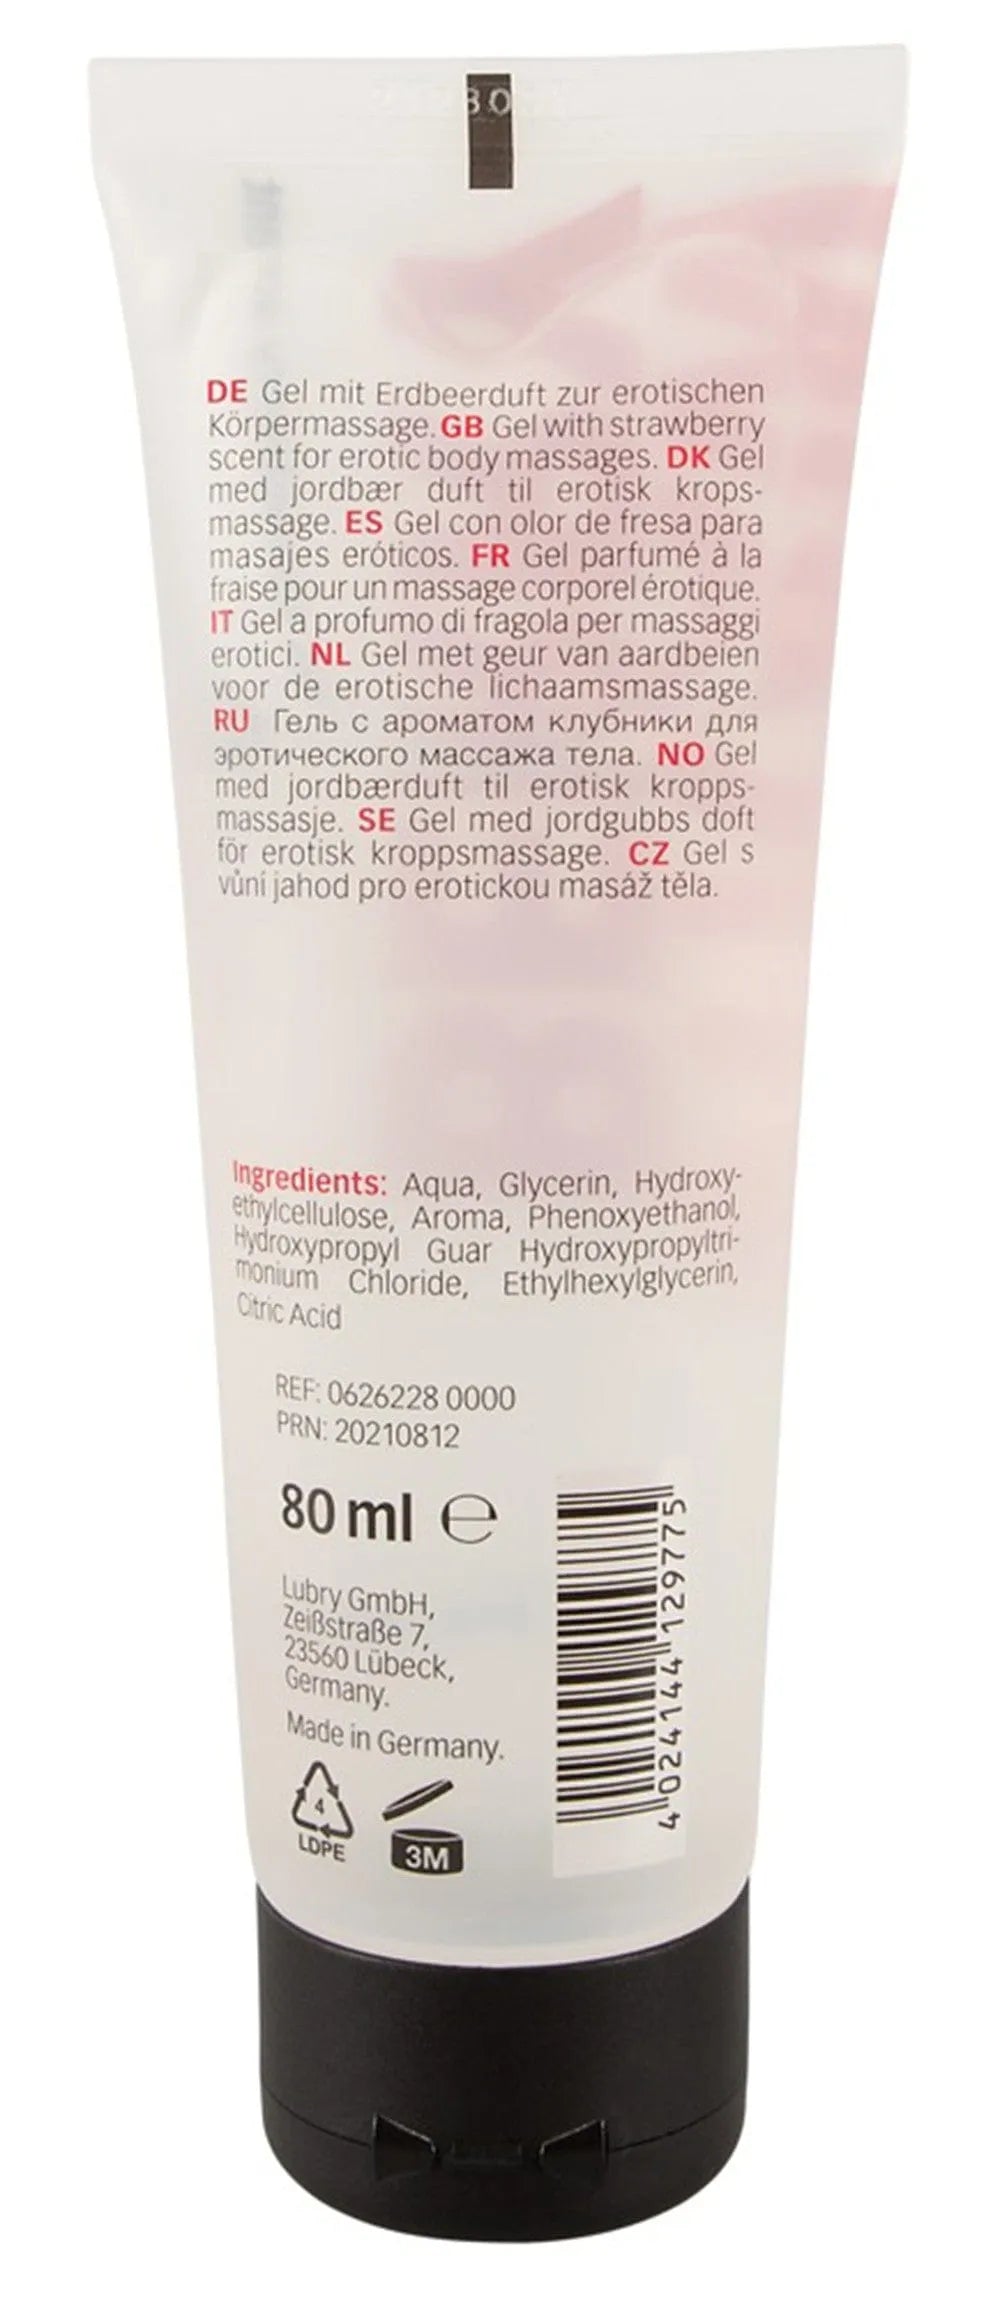 DE Gel mit Erdbeerduft zur erotischen
Körpermassage. GB Gel with strawberry
scent for erotic body massages. DK Gel
med jordbær duft til erotisk krops-
massage. ES Gel con olor de fresa para
masajes eróticos. FR Gel parfumé à la
fraise pour un massage corporel érotique.
IT Gel a profumo di fragola per massaggi
erotici. NL Gel met geur van aardbeien
voor de erotische lichaamsmassage.
RU Гель с ароматом клубники для
эротического массажа тела. NO Gel
med jordbærduft til erotisk kropps-
massasje. SE Gel med jordgubbs doft
för erotisk kroppsmassage. CZ Gel s
vůní jahod pro erotickou masáž těla.
Ingredients: Aqua, Glycerin, Hydroxy-
ethylcellulose, Aroma, Phenoxyethanol,
Hydroxypropyl Guar Hydroxypropyltri-
monium Chloride, Ethylhexylglycerin,
Citric Acid
REF: 0626228 0000
PRN: 20210812
80 ml ℮
Lubry GmbH,
Zeißstraße 7,
23560 Lübeck,
Germany.
Made in Germany.
4
LDPE
3M
4 024144 129775